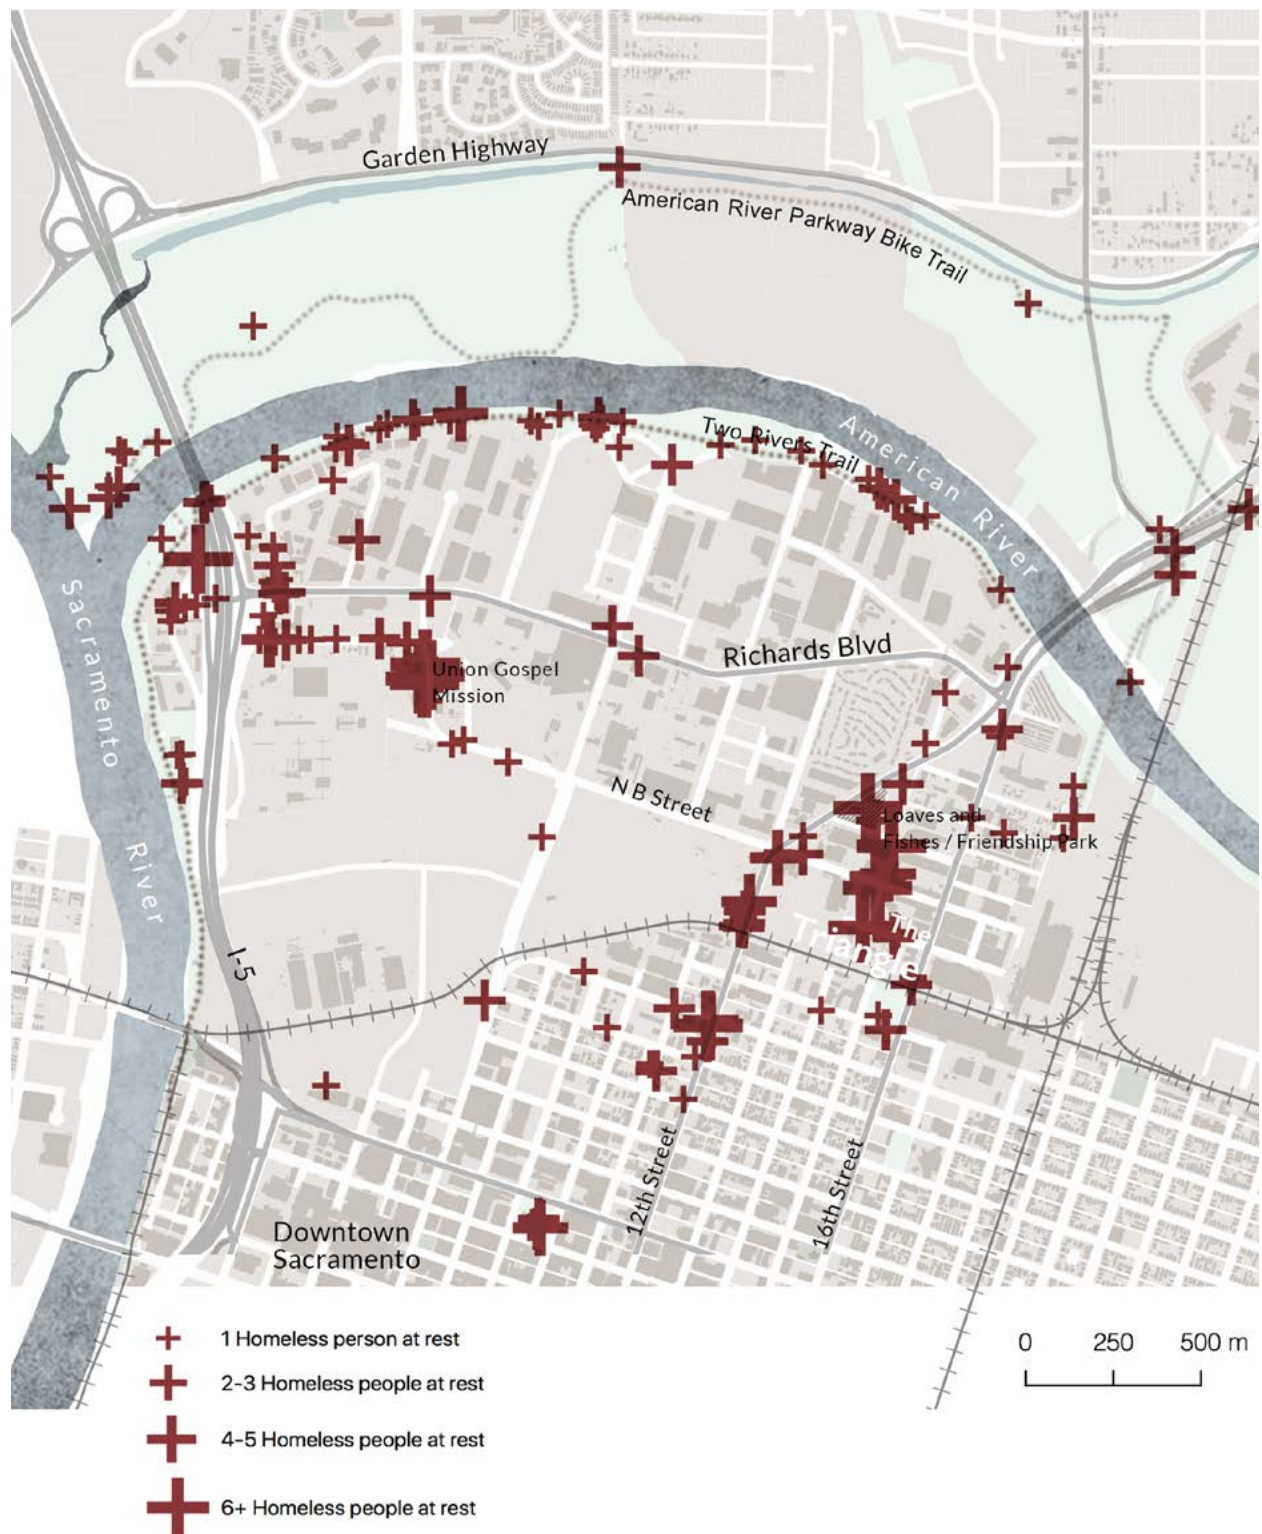 Garden Highway
American River Parkway Bike Trail
Two Rivers Trail
American River
Sacramento River
Richards Blvd
Union Gospel
Mission
N B Street
Loaves and
Fishes / Friendship Park
The
Triangle
I-5
12th Street
16th Street
Downtown
Sacramento
1 Homeless person at rest
2-3 Homeless people at rest
4-5 Homeless people at rest
6+ Homeless people at rest
0 250 500 m